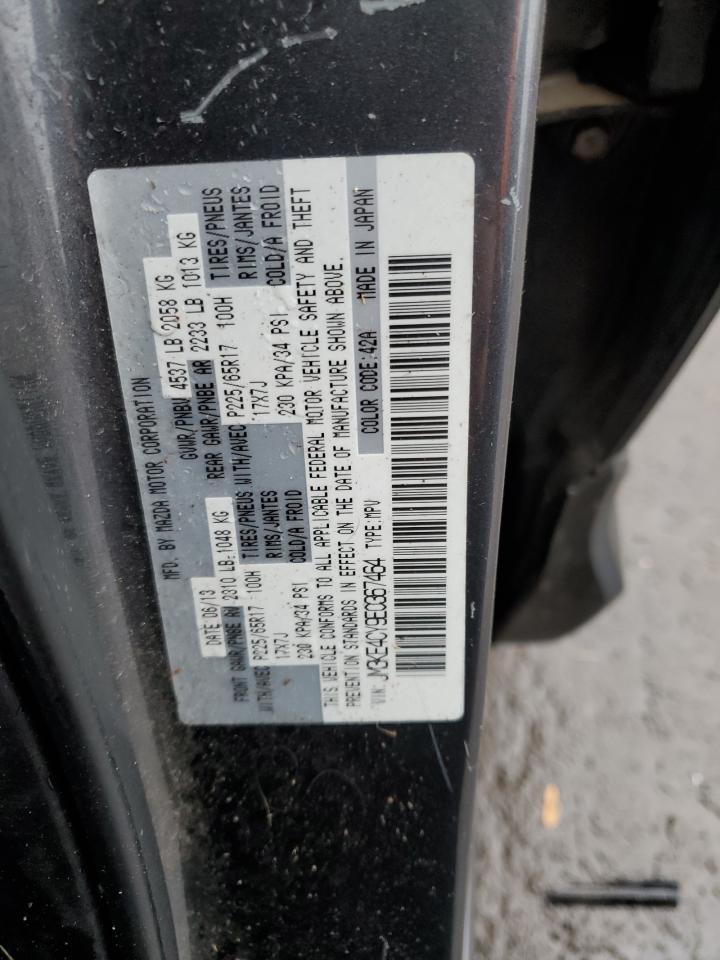 MFD. BY MAZDA MOTOR CORPORATION
DATE 06/13 GVWR/PNBV 4537 LB 2058 KG
FRONT GAWR/PNBE AV 2310 LB 1048 KG REAR GAWR/PNBE AR 2233 LB 1013 KG
WITH/AVEC P225/65R17 100H TIRES/PNEUS WITH/AVEC P225/65R17 100H TIRES/PNEUS
17X7J RIMS/JANTES 17X7J RIMS/JANTES
230 KPA/34 PSI COLD/A FROID 230 KPA/34 PSI COLD/A FROID
THIS VEHICLE CONFORMS TO ALL APPLICABLE FEDERAL MOTOR VEHICLE SAFETY AND THEFT
PREVENTION STANDARDS IN EFFECT ON THE DATE OF MANUFACTURE SHOWN ABOVE.
VIN: JM3KE4CY9E0367464 TYPE:MPV COLOR CODE:42A MADE IN JAPAN